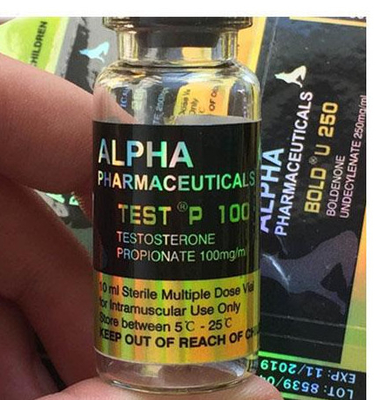 ALPHA
PHARMACEUTICALS
TEST ® P 100
TESTOSTERONE
PROPIONATE 100mg/m
10 ml Sterile Multiple Dose Vial
for Intramuscular Use Only
Store between 5℃ - 25℃
KEEP OUT OF REACH OF CH
CHILDREN
ALPHA
PHARMACEUTICALS
BOLD ® U 250
BOLDENONE
UNDECYLENATE 250mg/ml
LOT: 8539/0
EXP: 11/2019